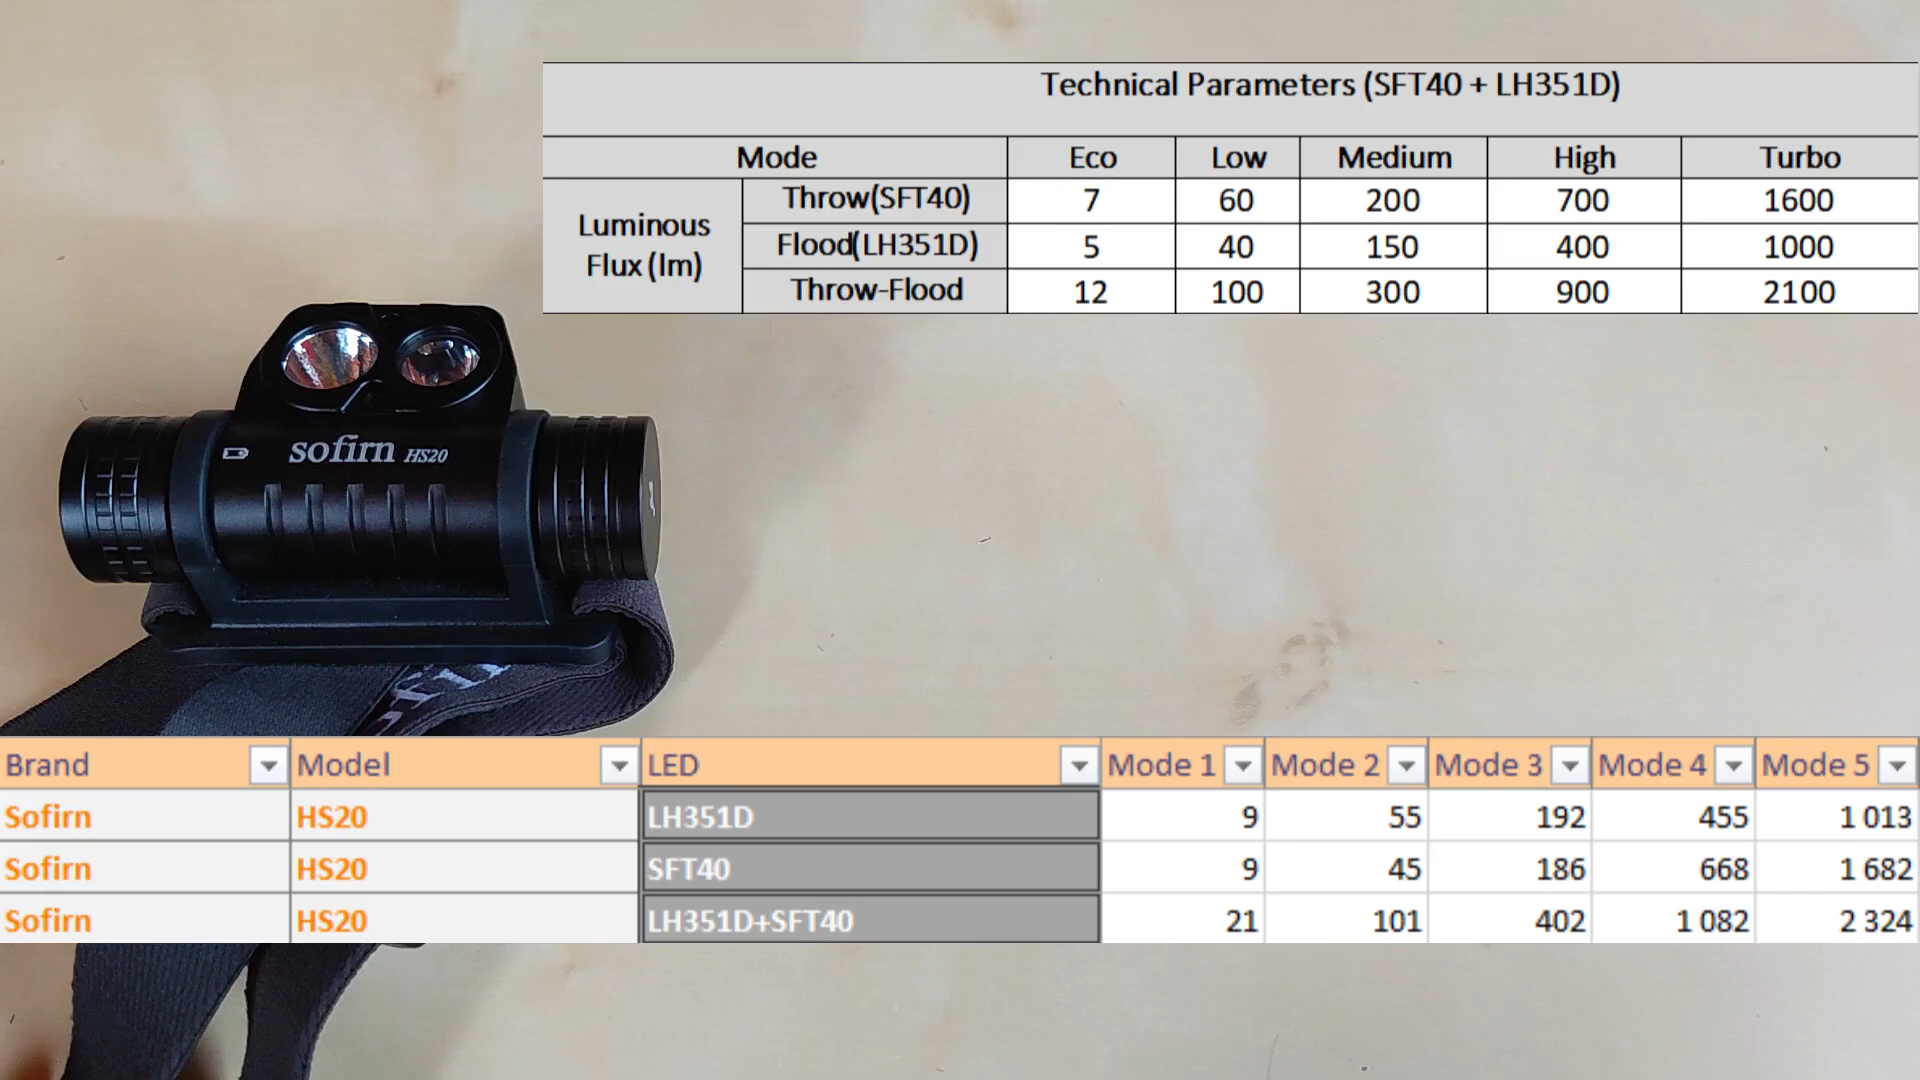 Technical Parameters (SFT40 + LH351D)
Mode Eco Low Medium High Turbo
Luminous Flux (lm)
Throw(SFT40) 7 60 200 700 1600
Flood(LH351D) 5 40 150 400 1000
Throw-Flood 12 100 300 900 2100
sofirn HS20
Brand Model LED Mode 1 Mode 2 Mode 3 Mode 4 Mode 5
Sofirn HS20 LH351D 9 55 192 455 1 013
Sofirn HS20 SFT40 9 45 186 668 1 682
Sofirn HS20 LH351D+SFT40 21 101 402 1 082 2 324